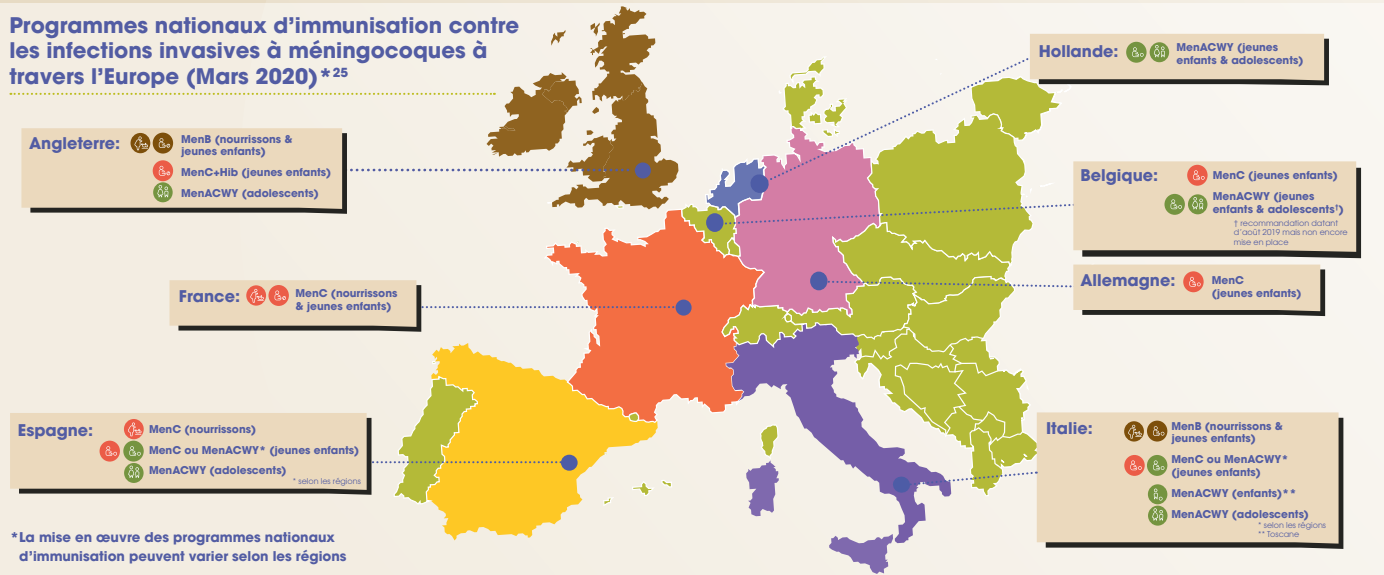 Programmes nationaux d'immunisation contre
les infections invasives à méningocoques à
travers l'Europe (Mars 2020)*25
Angleterre:
MenB (nourrissons &
jeunes enfants)
MenC+Hib (jeunes enfants)
MenACWY (adolescents)
France:
MenC (nourrissons
& jeunes enfants)
Espagne:
MenC (nourrissons)
MenC ou MenACWY* (jeunes enfants)
MenACWY (adolescents)
* selon les régions
*La mise en œuvre des programmes nationaux
d'immunisation peuvent varier selon les régions
Hollande:
MenACWY (jeunes
enfants & adolescents)
Belgique:
MenC (jeunes enfants)
MenACWY (jeunes
enfants & adolescents†)
† recommandation datant
d'août 2019 mais non encore
mise en place
Allemagne:
MenC
(jeunes enfants)
Italie:
MenB (nourrissons &
jeunes enfants)
MenC ou MenACWY*
(jeunes enfants)
MenACWY (enfants)**
MenACWY (adolescents)
* selon les régions
** Toscane